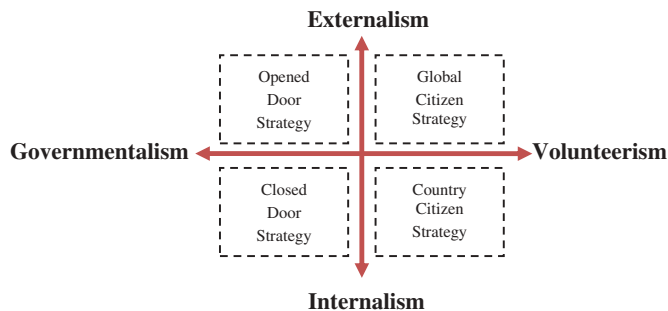 Externalism
Opened
Door
Strategy
Global
Citizen
Strategy
Governmentalism
Volunteerism
Closed
Door
Strategy
Country
Citizen
Strategy
Internalism